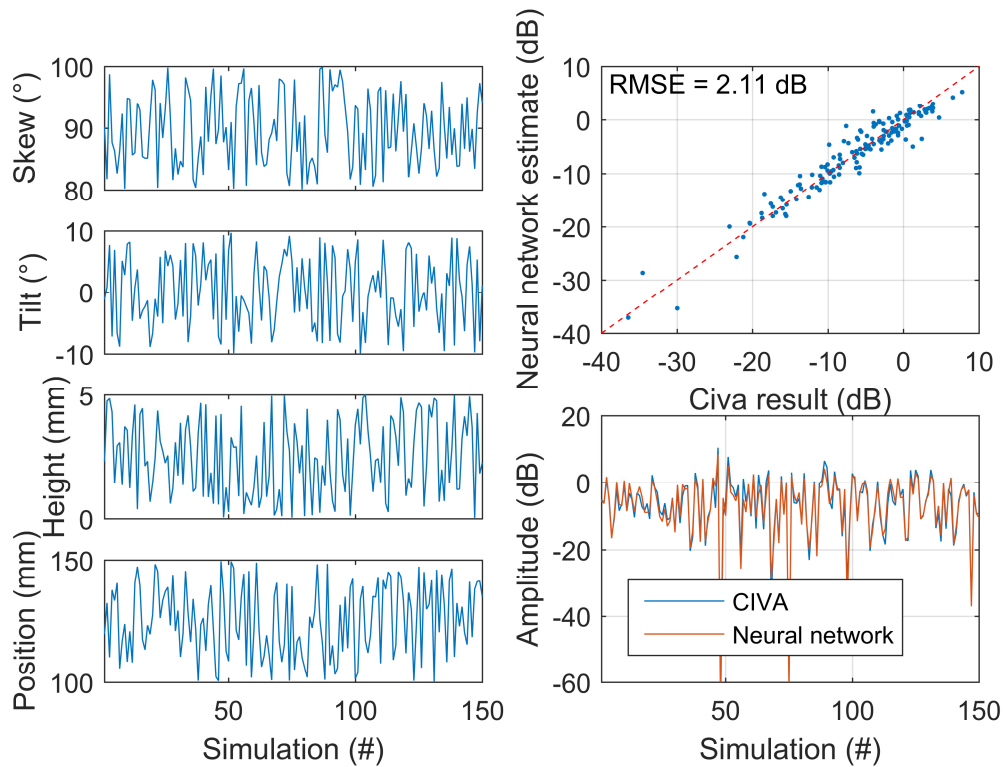 Skew (°)
100
90
80
Tilt (°)
10
0
-10
Height (mm)
5
0
Position (mm)
150
100
50
100
150
Simulation (#)
Neural network estimate (dB)
RMSE = 2.11 dB
10
0
-10
-20
-30
-40
-40
-30
-20
-10
0
10
Civa result (dB)
Amplitude (dB)
20
0
-20
-40
-60
CIVA
Neural network
50
100
150
Simulation (#)